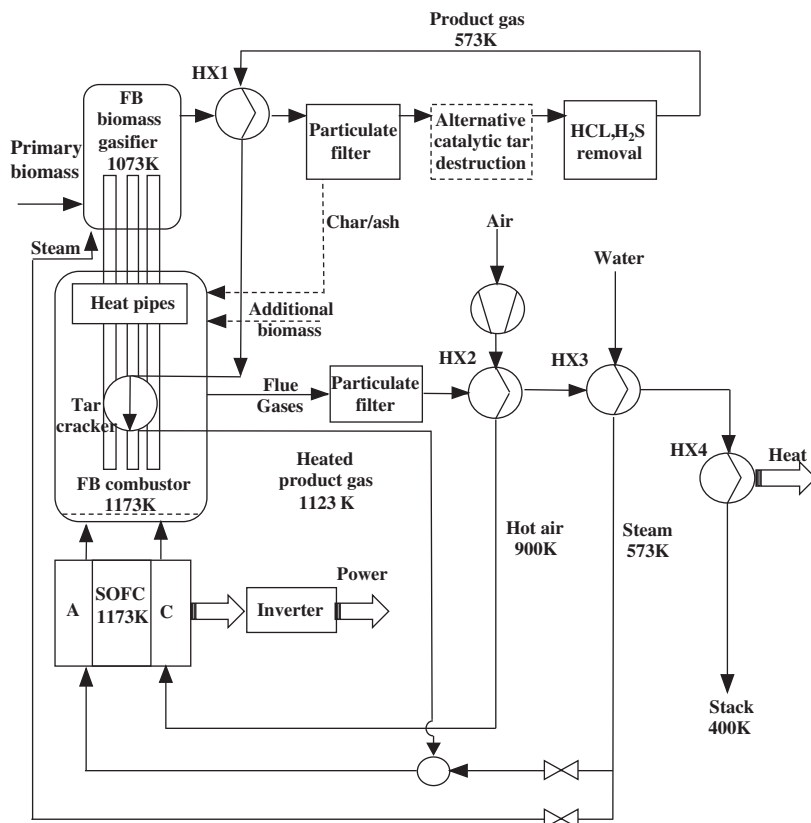 Product gas
573K
HX1
FB
biomass
gasifier
1073K
Particulate
filter
Alternative
catalytic tar
destruction
HCL,H₂S
removal
Primary
biomass
Char/ash
Air
Steam
Water
Heat pipes
Additional
biomass
HX2
HX3
Flue
Gases
Particulate
filter
Tar
cracker
HX4
Heat
FB combustor
1173K
Heated
product gas
1123 K
Hot air
900K
Steam
573K
A
SOFC
1173K
C
Inverter
Power
Stack
400K